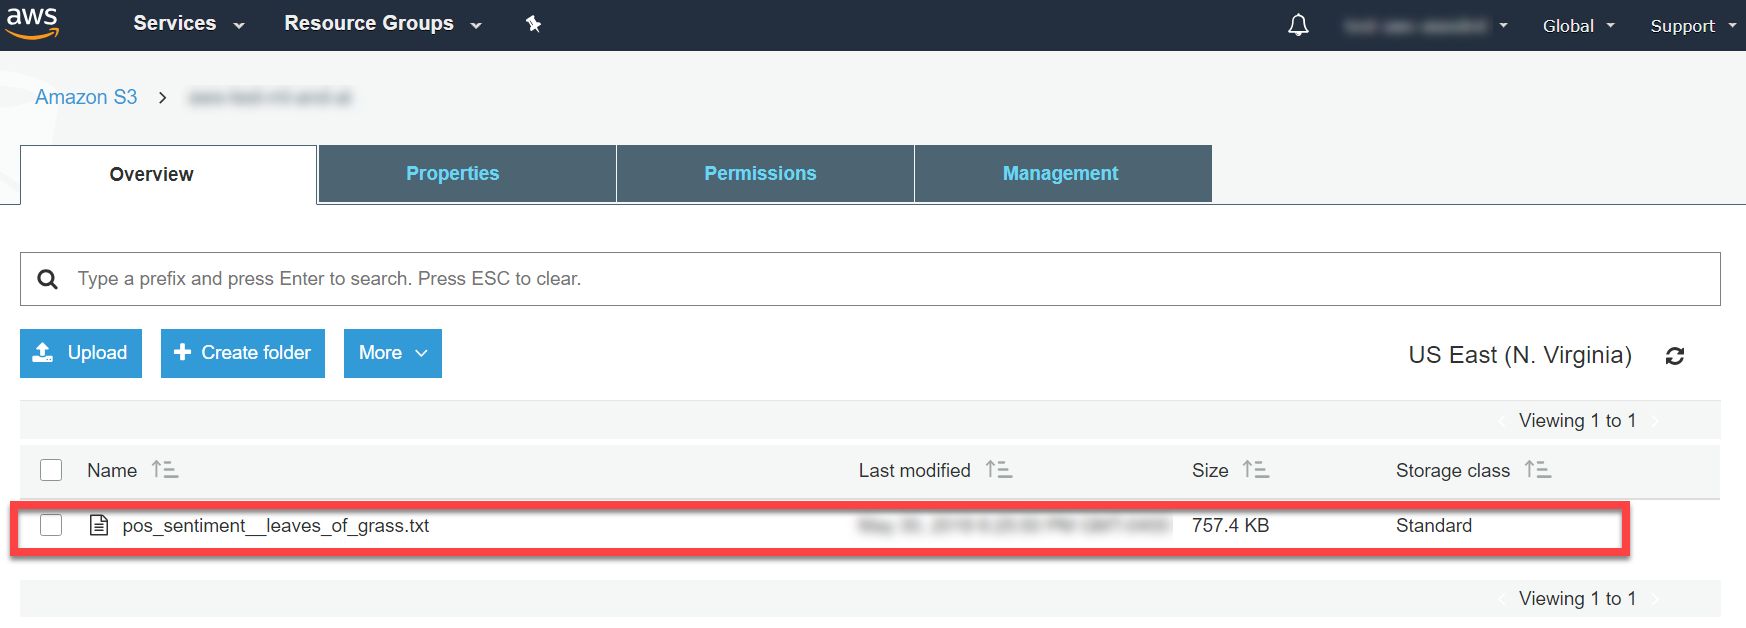 aws Services Resource Groups Global Support
Amazon S3 >
Overview Properties Permissions Management
Type a prefix and press Enter to search. Press ESC to clear.
Upload Create folder More US East (N. Virginia)
Viewing 1 to 1
Name Last modified Size Storage class
pos_sentiment__leaves_of_grass.txt 757.4 KB Standard
Viewing 1 to 1